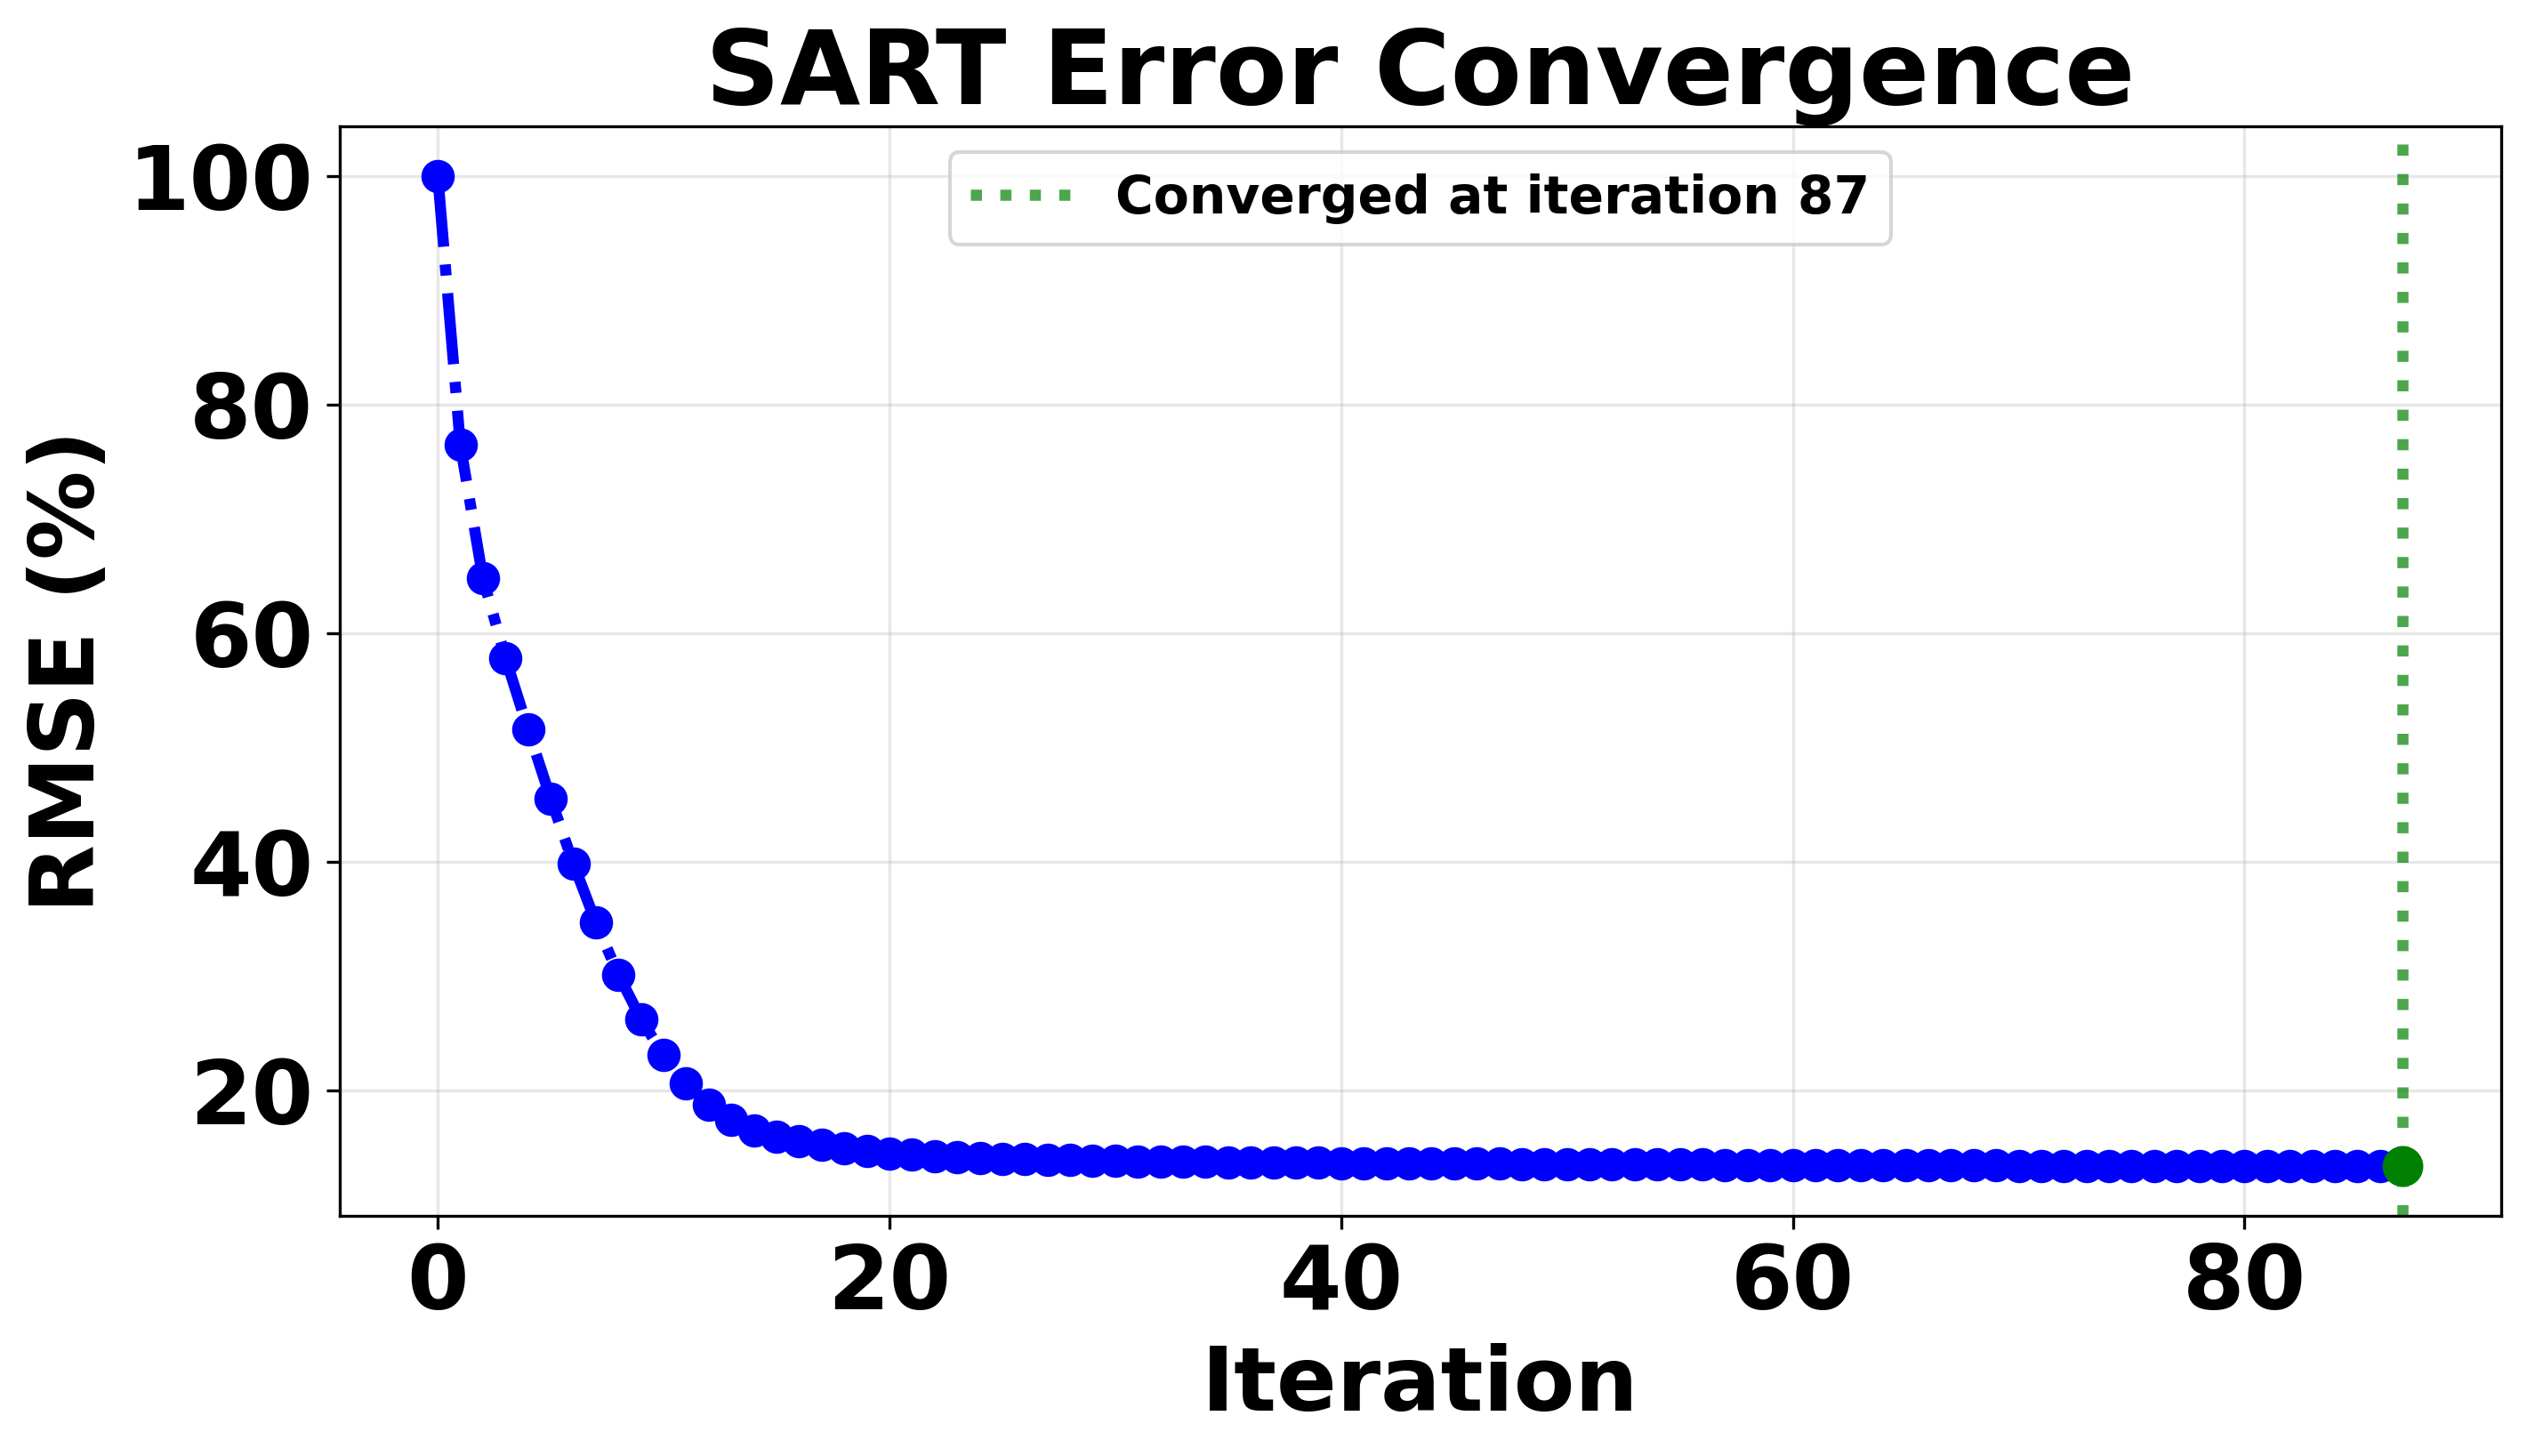 SART Error Convergence
Converged at iteration 87
RMSE (%)
100
80
60
40
20
0 20 40 60 80
Iteration